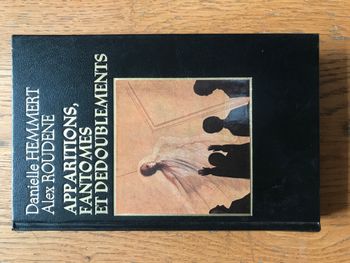 Danielle HEMMERT
Alex ROUDENE
APPARITIONS,
FANTOMES
ET DEDOUBLEMENTS